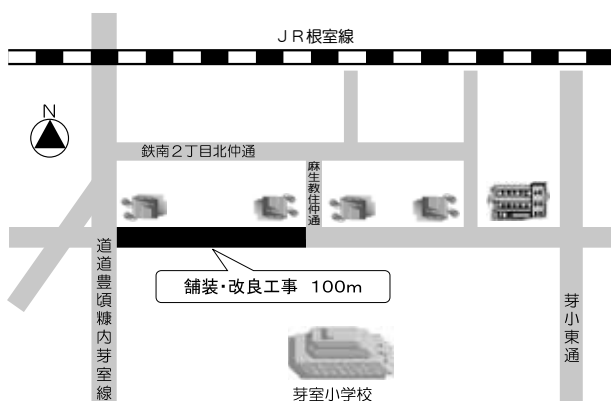 JR根室線
N
鉄南2丁目北仲通
麻生教住仲通
道道豊頃糠内芽室線
舗装・改良工事 100m
芽小東通
芽室小学校